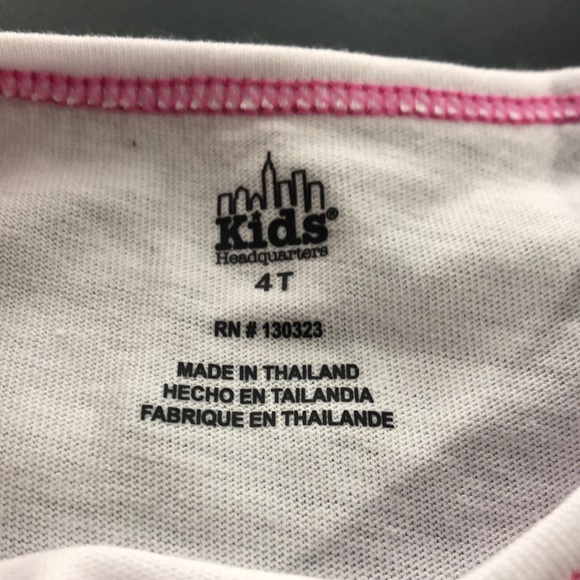 Kids®
Headquarters
4T
RN # 130323
MADE IN THAILAND
HECHO EN TAILANDIA
FABRIQUE EN THAILANDE